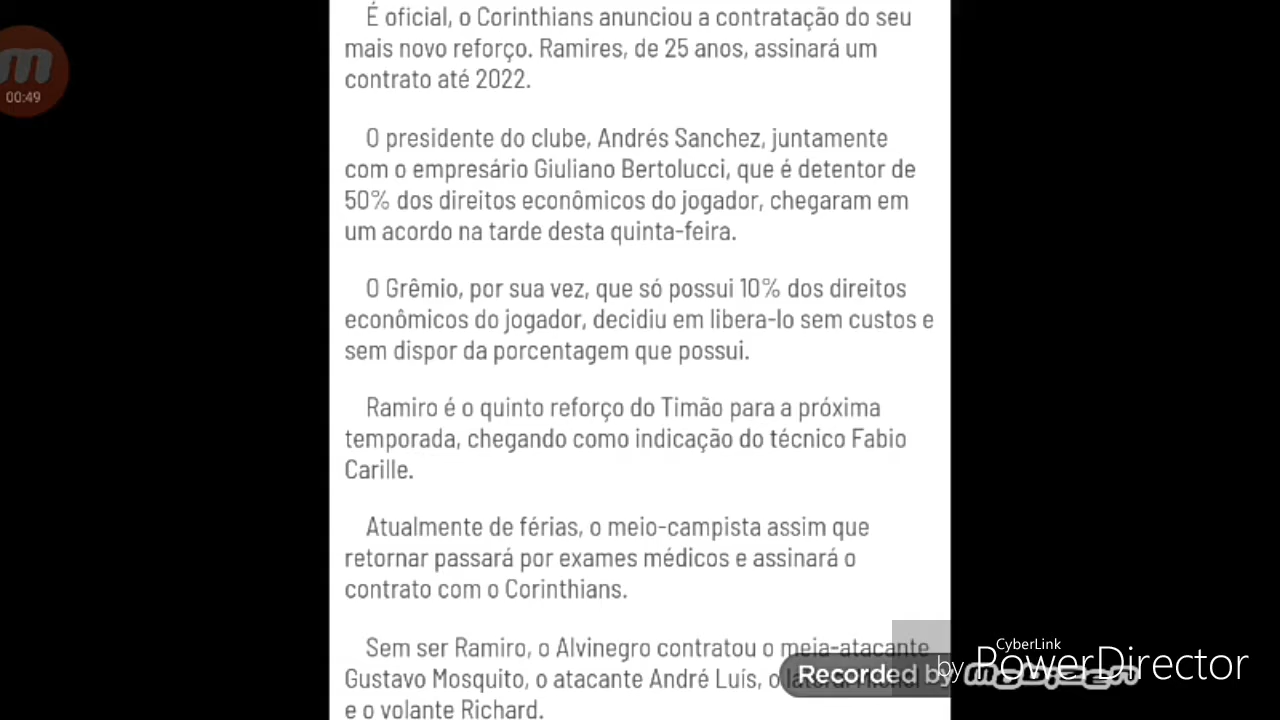 É oficial, o Corinthians anunciou a contratação do seu
mais novo reforço. Ramires, de 25 anos, assinará um
contrato até 2022.
00:49
O presidente do clube, Andrés Sanchez, juntamente
com o empresário Giuliano Bertolucci, que é detentor de
50% dos direitos econômicos do jogador, chegaram em
um acordo na tarde desta quinta-feira.
O Grêmio, por sua vez, que só possui 10% dos direitos
econômicos do jogador, decidiu em libera-lo sem custos e
sem dispor da porcentagem que possui.
Ramiro é o quinto reforço do Timão para a próxima
temporada, chegando como indicação do técnico Fabio
Carille.
Atualmente de férias, o meio-campista assim que
retornar passará por exames médicos e assinará o
contrato com o Corinthians.
Sem ser Ramiro, o Alvinegro contratou o meia-atacante
Gustavo Mosquito, o atacante André Luís, o lateral Michel
e o volante Richard.
Recorded by
CyberLink
by PowerDirector